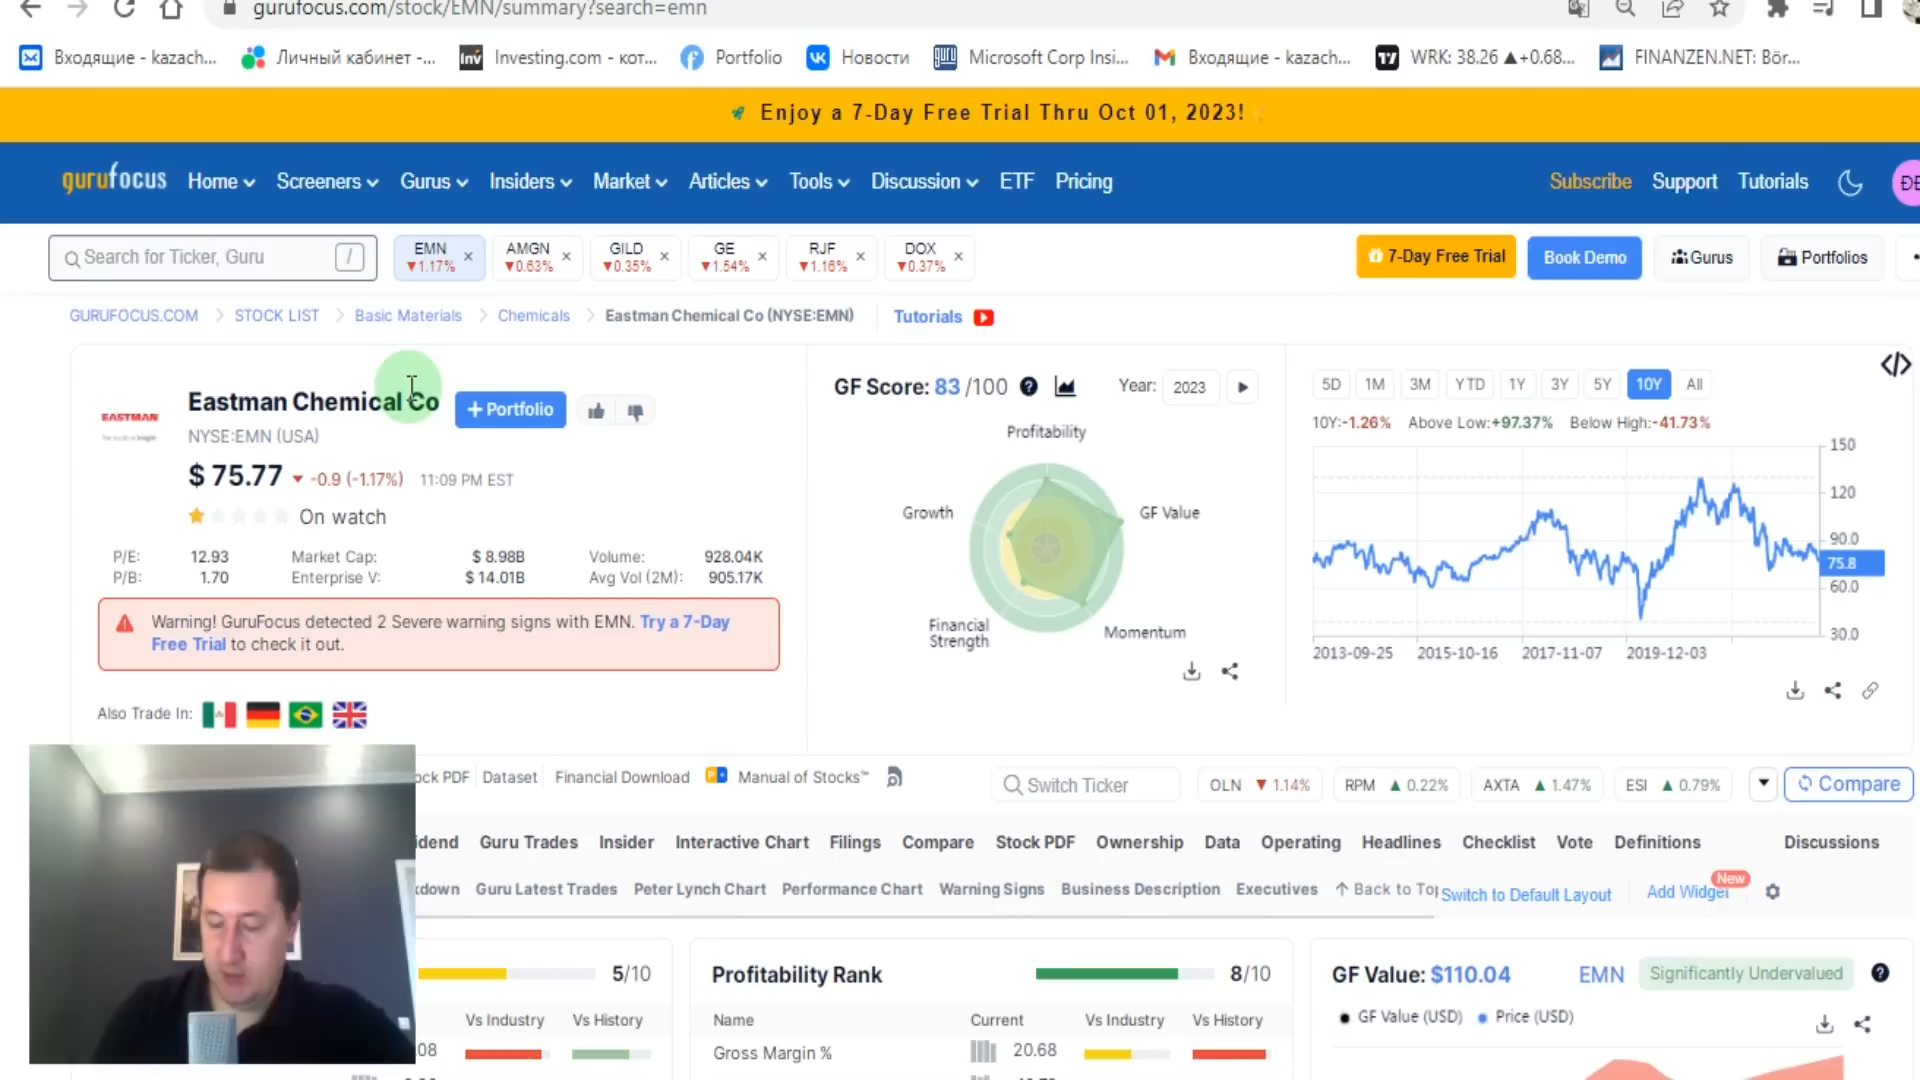 gurufocus.com/stock/EMN/summary?search=emn
Входящие - kazach...
Личный кабинет -...
Investing.com - кот...
Portfolio
Новости
Microsoft Corp Insi...
Входящие - kazach...
WRK: 38.26 ▲+0.68...
FINANZEN.NET: Bör...
Enjoy a 7-Day Free Trial Thru Oct 01, 2023!
gurufocus
Home
Screeners
Gurus
Insiders
Market
Articles
Tools
Discussion
ETF
Pricing
Subscribe
Support
Tutorials
Search for Ticker, Guru
/
EMN
▼1.17%
AMGN
▼0.63%
GILD
▼0.35%
GE
▼1.54%
RJF
▼1.16%
DOX
▼0.37%
7-Day Free Trial
Book Demo
Gurus
Portfolios
GURUFOCUS.COM
STOCK LIST
Basic Materials
Chemicals
Eastman Chemical Co (NYSE:EMN)
Tutorials
EASTMAN
Eastman Chemical Co
+ Portfolio
NYSE:EMN (USA)
$ 75.77 ▼ -0.9 (-1.17%) 11:09 PM EST
On watch
P/E: 12.93 Market Cap: $ 8.98B Volume: 928.04K
P/B: 1.70 Enterprise V: $ 14.01B Avg Vol (2M): 905.17K
Warning! GuruFocus detected 2 Severe warning signs with EMN. Try a 7-Day
Free Trial to check it out.
Also Trade In:
GF Score: 83 /100
Year: 2023
Profitability
Growth
GF Value
Financial
Strength
Momentum
5D 1M 3M YTD 1Y 3Y 5Y 10Y All
10Y:-1.26% Above Low:+97.37% Below High:-41.73%
150
120
90.0
75.8
60.0
30.0
2013-09-25 2015-10-16 2017-11-07 2019-12-03
ock PDF
Dataset
Financial Download
Manual of Stocks™
Switch Ticker
OLN ▼ 1.14%
RPM ▲ 0.22%
AXTA ▲ 1.47%
ESI ▲ 0.79%
Compare
idend Guru Trades Insider Interactive Chart Filings Compare Stock PDF Ownership Data Operating Headlines Checklist Vote Definitions Discussions
kdown Guru Latest Trades Peter Lynch Chart Performance Chart Warning Signs Business Description Executives ↑ Back to Top
Switch to Default Layout
Add Widget
New
5/10
Vs Industry Vs History
.08
Profitability Rank
8/10
Name Current Vs Industry Vs History
Gross Margin % 20.68
GF Value: $110.04
EMN
Significantly Undervalued
GF Value (USD) Price (USD)